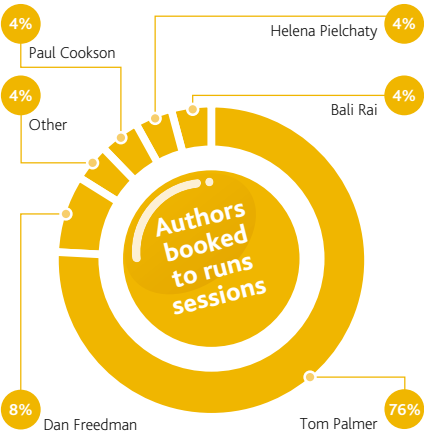 4%
Paul Cookson
4%
Other
Helena Pielchaty
4%
Bali Rai
4%
Authors
booked
to runs
sessions
8%
Dan Freedman
Tom Palmer
76%